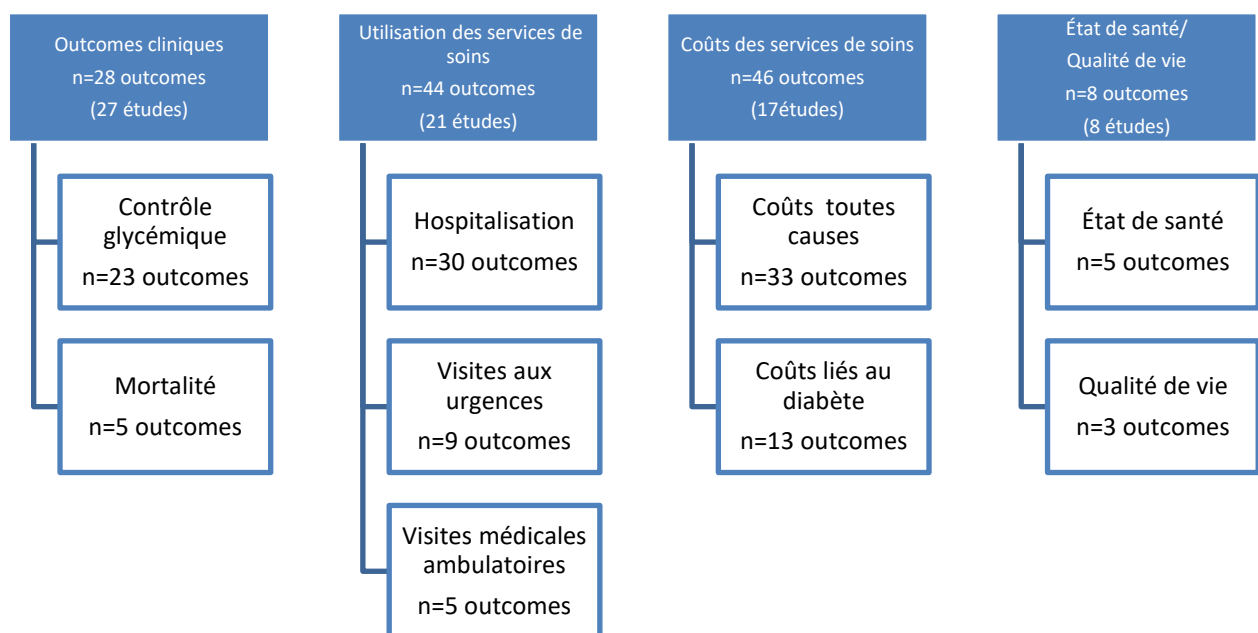 Outcomes cliniques
n=28 outcomes
(27 études)
Contrôle
glycémique
n=23 outcomes
Mortalité
n=5 outcomes
Utilisation des services de
soins
n=44 outcomes
(21 études)
Hospitalisation
n=30 outcomes
Visites aux
urgences
n=9 outcomes
Visites médicales
ambulatoires
n=5 outcomes
Coûts des services de soins
n=46 outcomes
(17études)
Coûts toutes
causes
n=33 outcomes
Coûts liés au
diabète
n=13 outcomes
État de santé/
Qualité de vie
n=8 outcomes
(8 études)
État de santé
n=5 outcomes
Qualité de vie
n=3 outcomes